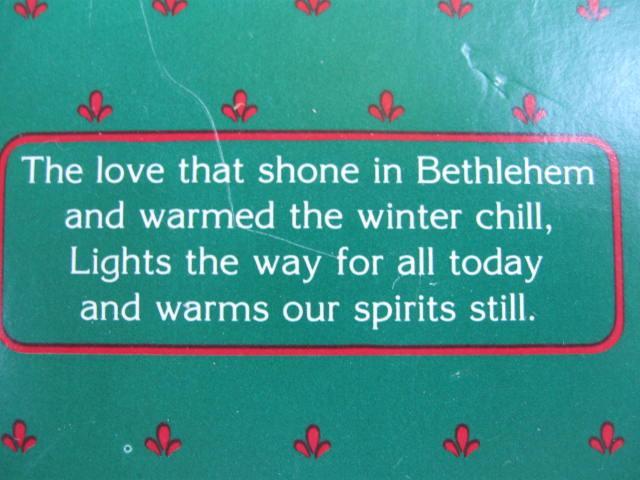 The love that shone in Bethlehem
and warmed the winter chill,
Lights the way for all today
and warms our spirits still.